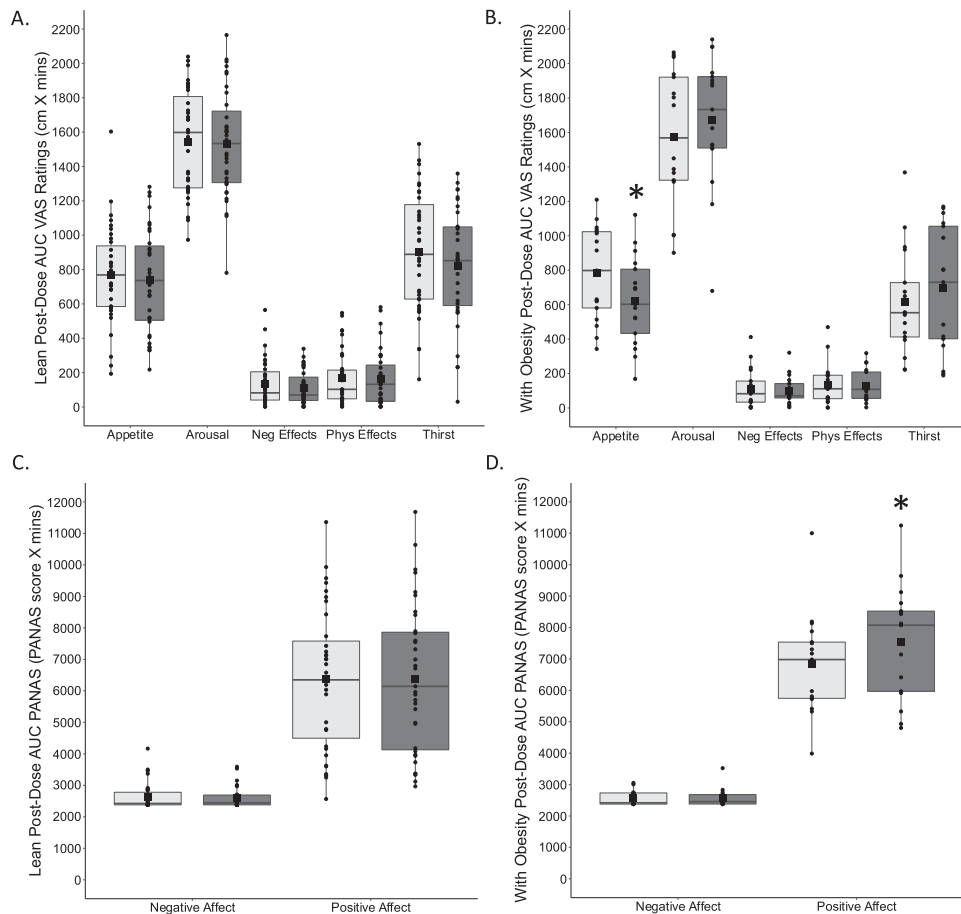 A.
Lean Post-Dose AUC VAS Ratings (cm X mins)
2200
2000
1800
1600
1400
1200
1000
800
600
400
200
0
Appetite
Arousal
Neg Effects
Phys Effects
Thirst
B.
With Obesity Post-Dose AUC VAS Ratings (cm X mins)
2200
2000
1800
1600
1400
1200
1000
800
600
400
200
0
*
Appetite
Arousal
Neg Effects
Phys Effects
Thirst
C.
Lean Post-Dose AUC PANAS (PANAS score X mins)
12000
11000
10000
9000
8000
7000
6000
5000
4000
3000
2000
1000
0
Negative Affect
Positive Affect
D.
With Obesity Post-Dose AUC PANAS (PANAS score X mins)
12000
11000
10000
9000
8000
7000
6000
5000
4000
3000
2000
1000
0
*
Negative Affect
Positive Affect